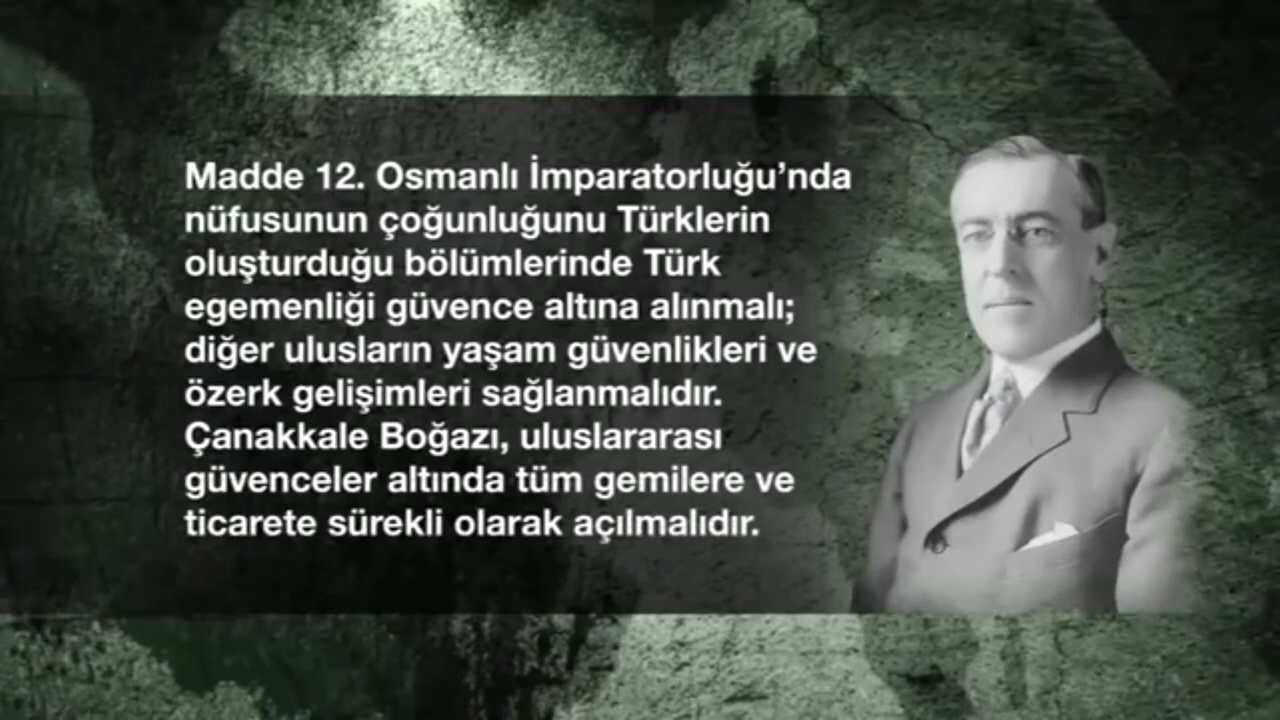 Madde 12. Osmanlı İmparatorluğu’nda
nüfusunun çoğunluğunu Türklerin
oluşturduğu bölümlerinde Türk
egemenliği güvence altına alınmalı;
diğer ulusların yaşam güvenlikleri ve
özerk gelişimleri sağlanmalıdır.
Çanakkale Boğazı, uluslararası
güvenceler altında tüm gemilere ve
ticarete sürekli olarak açılmalıdır.